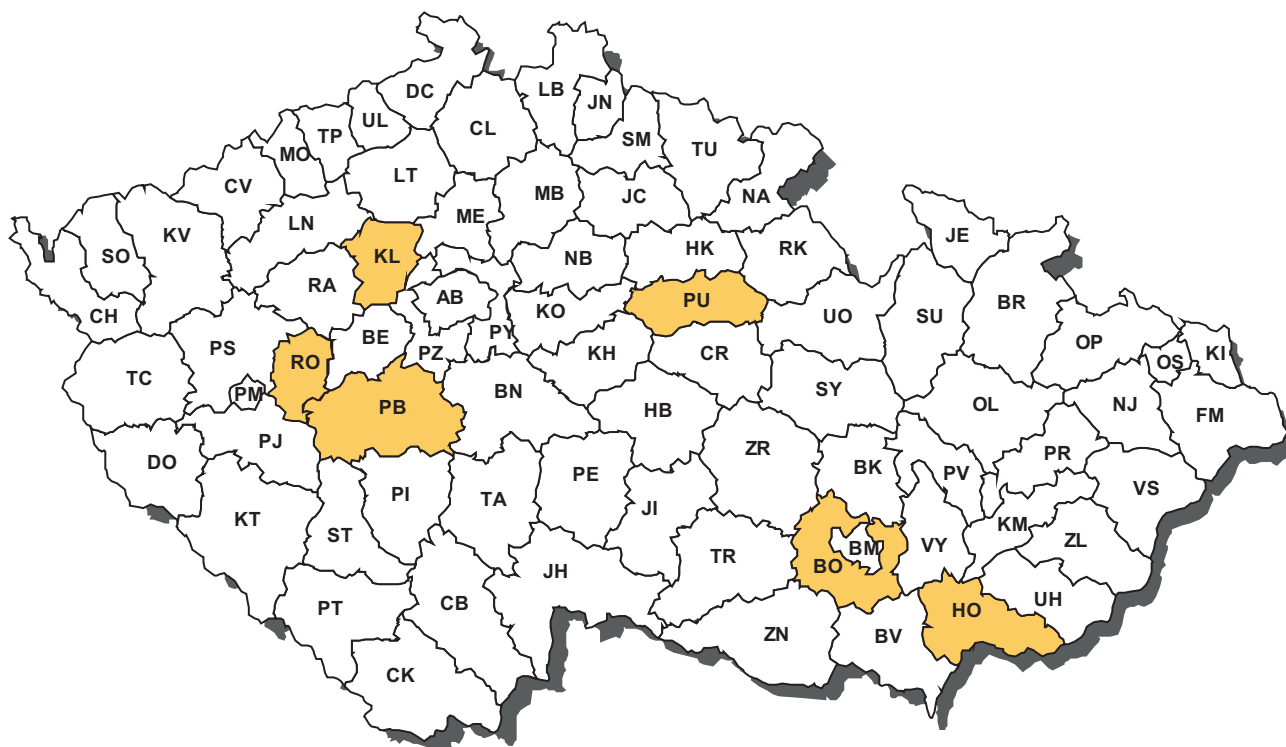 DC
LB
JN
UL
TP
CL
SM
TU
MO
LT
CV
MB
JC
NA
ME
LN
KV
SO
KL
NB
HK
RK
JE
RA
AB
PU
BR
CH
KO
UO
SU
PY
BE
PS
PZ
KH
CR
OP
OS
KI
RO
TC
PM
BN
SY
PB
HB
OL
NJ
FM
PJ
ZR
PR
DO
BK
PV
VS
PE
TA
PI
KT
JI
KM
ST
ZL
VY
BM
TR
BO
JH
CB
UH
PT
HO
ZN
BV
CK